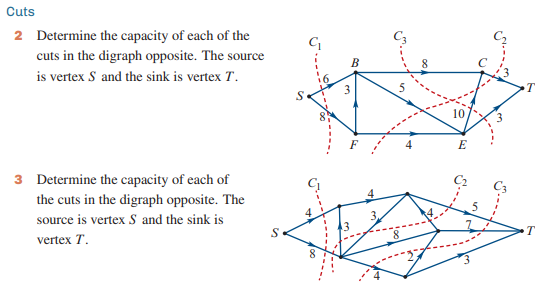 Cuts
2 Determine the capacity of each of the
cuts in the digraph opposite. The source
is vertex S and the sink is vertex T.
C₁ C₃ C₂
B 8 C
6 3
S 3 5 T
8 10 3
F 4 E
3 Determine the capacity of each of
the cuts in the digraph opposite. The
source is vertex S and the sink is
vertex T.
C₁ C₂ C₃
4 5
4 3 4
S 3 8 7 T
8 2 3
4